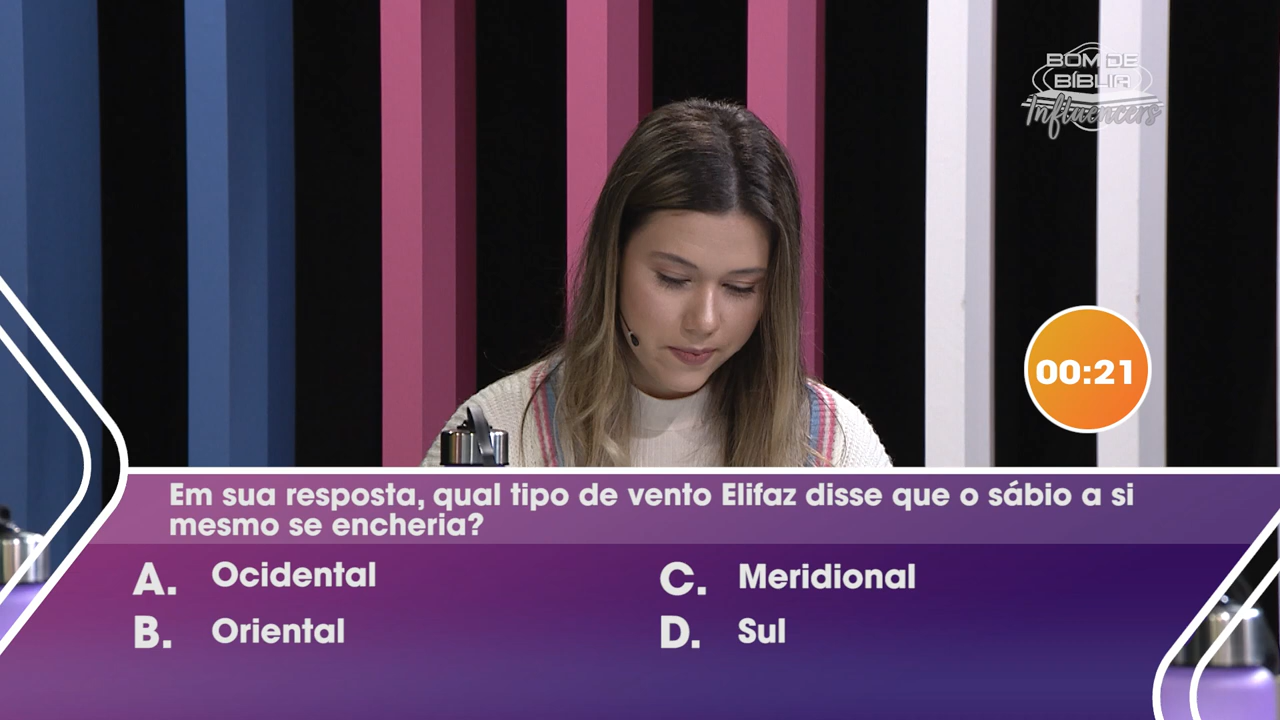 BOM DE
BÍBLIA
Influencers
00:21
Em sua resposta, qual tipo de vento Elifaz disse que o sábio a si
mesmo se encheria?
A. Ocidental
B. Oriental
C. Meridional
D. Sul